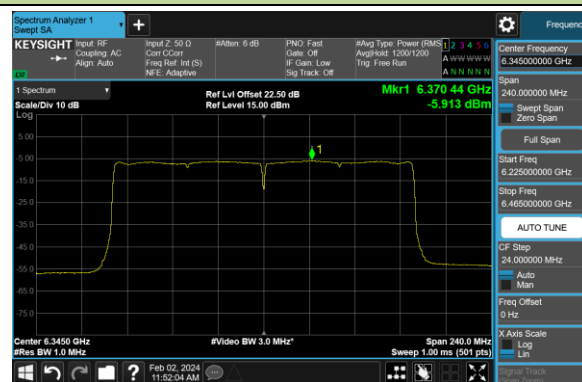 Spectrum Analyzer 1
Swept SA
Frequen
KEYSIGHT
Input: RF
Coupling: AC
Align: Auto
Input Z: 50 Ω
Corr CCorr
Freq Ref: Int (S)
NFE: Adaptive
#Atten: 6 dB
PNO: Fast
Gate: Off
IF Gain: Low
Sig Track: Off
#Avg Type: Power (RMS
Avg|Hold: 1200/1200
Trig: Free Run
1 2 3 4 5 6
A W W W W W
A N N N N N
LXI
1 Spectrum
Scale/Div 10 dB
Log
Ref Lvl Offset 22.50 dB
Ref Level 15.00 dBm
Mkr1 6.370 44 GHz
-5.913 dBm
5.00
-5.00
-15.0
-25.0
-35.0
-45.0
-55.0
-65.0
-75.0
1
Center 6.3450 GHz
#Res BW 1.0 MHz
#Video BW 3.0 MHz*
Span 240.0 MHz
Sweep 1.00 ms (501 pts)
Center Frequency
6.345000000 GHz
Span
240.000000 MHz
Swept Span
Zero Span
Full Span
Start Freq
6.225000000 GHz
Stop Freq
6.465000000 GHz
AUTO TUNE
CF Step
24.000000 MHz
Auto
Man
Freq Offset
0 Hz
X Axis Scale
Log
Lin
Signal Track
Feb 02, 2024
11:52:04 AM